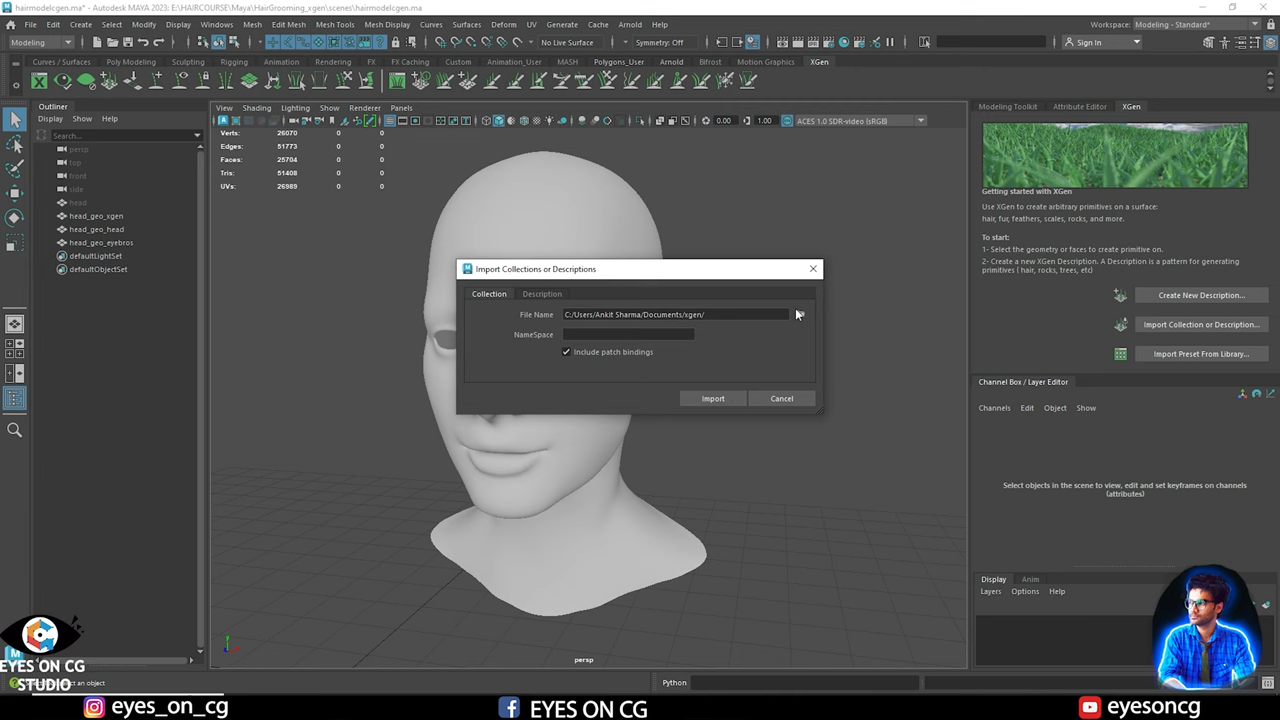 hairmodelcgen.ma* - Autodesk MAYA 2023: E:\HAIRCOURSE\Maya\HairGrooming_xgen\scenes\hairmodelcgen.ma
File Edit Create Select Modify Display Windows Mesh Edit Mesh Mesh Tools Mesh Display Curves Surfaces Deform UV Generate Cache Arnold Help
Workspace: Modeling - Standard*
Modeling
No Live Surface
Symmetry: Off
Sign In
Curves / Surfaces Poly Modeling Sculpting Rigging Animation Rendering FX FX Caching Custom Animation_User MASH Polygons_User Arnold Bifrost Motion Graphics XGen
Outliner
Display Show Help
Search...
persp
top
front
side
head
head_geo_xgen
head_geo_head
head_geo_eyebros
defaultLightSet
defaultObjectSet
View Shading Lighting Show Renderer Panels
0.00 1.00 ACES 1.0 SDR-video (sRGB)
Verts: 26070 0 0
Edges: 51773 0 0
Faces: 25704 0 0
Tris: 51408 0 0
UVs: 26989 0 0
Import Collections or Descriptions
Collection Description
File Name C:/Users/Ankit Sharma/Documents/xgen/
NameSpace
Include patch bindings
Import Cancel
persp
Modeling Toolkit Attribute Editor XGen
Getting started with XGen
Use XGen to create arbitrary primitives on a surface:
hair, fur, feathers, scales, rocks, and more.
To start:
1- Select the geometry or faces to create primitive on.
2- Create a new XGen Description. A Description is a pattern for generating
primitives ( hair, rocks, trees, etc)
Create New Description...
Import Collection or Description...
Import Preset From Library...
Channel Box / Layer Editor
Channels Edit Object Show
Select objects in the scene to view, edit and set keyframes on channels
(attributes)
Display Anim
Layers Options Help
EYES ON CG
STUDIO
an object
Python
eyes_on_cg
EYES ON CG
eyesoncg